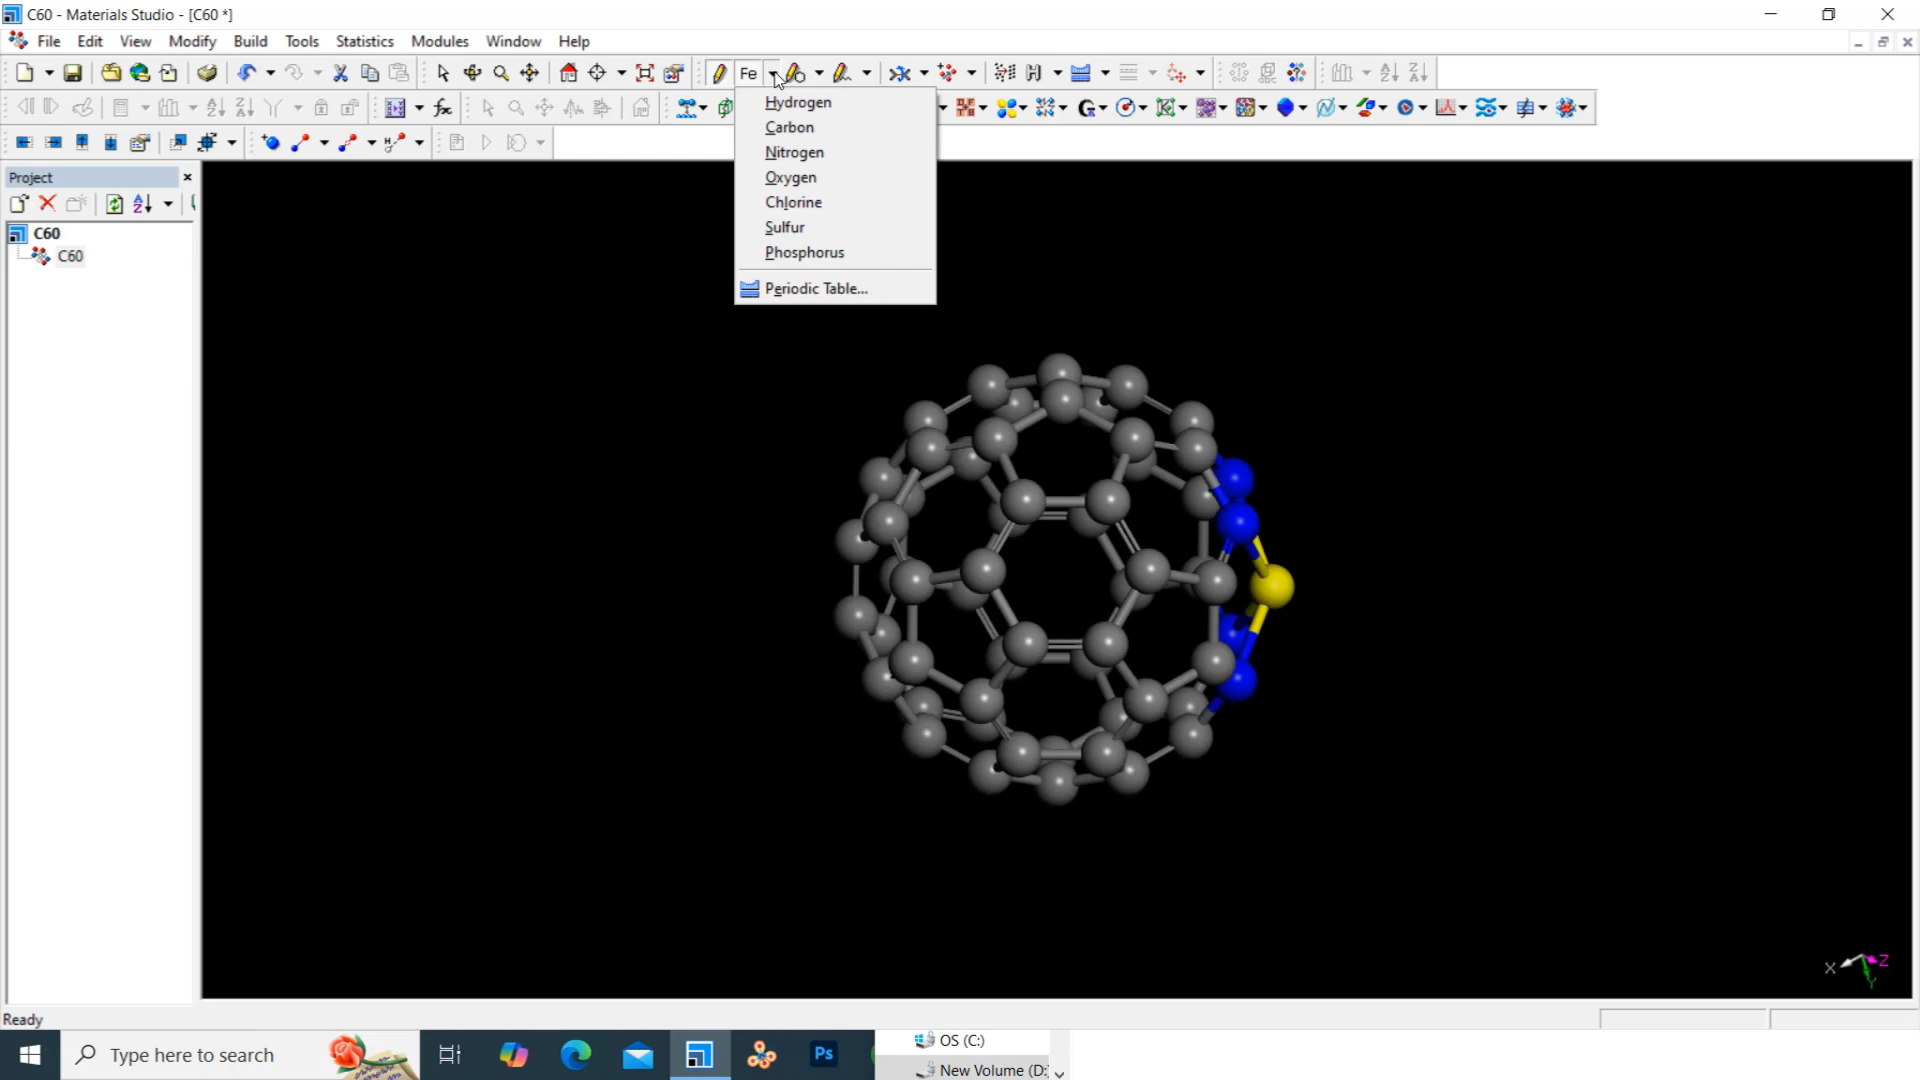 C60 - Materials Studio - [C60 *]
File Edit View Modify Build Tools Statistics Modules Window Help
Fe
Hydrogen
Carbon
Nitrogen
Oxygen
Chlorine
Sulfur
Phosphorus
Periodic Table...
Project
C60
C60
X Z
Y
Ready
Type here to search
Ps
OS (C:)
New Volume (D: